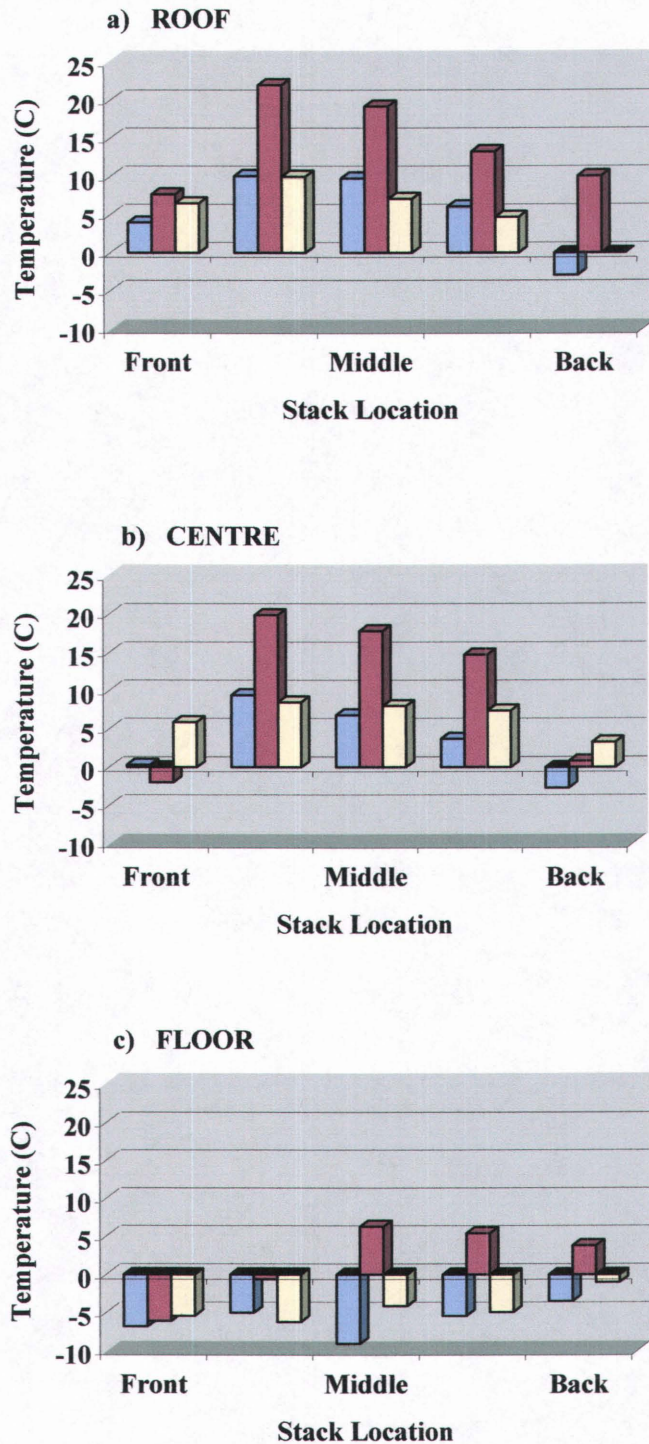 a) ROOF
25
20
15
10
5
0
-5
-10
Temperature (C)
Front Middle Back
Stack Location
b) CENTRE
25
20
15
10
5
0
-5
-10
Temperature (C)
Front Middle Back
Stack Location
c) FLOOR
25
20
15
10
5
0
-5
-10
Temperature (C)
Front Middle Back
Stack Location